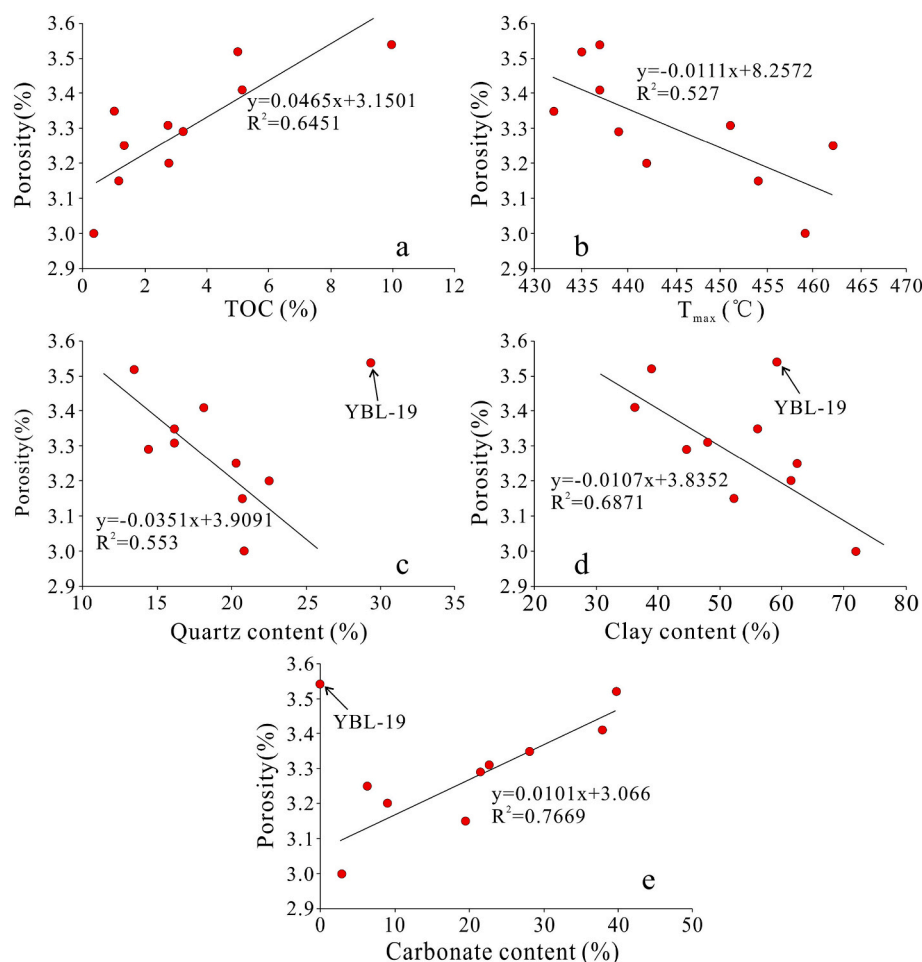 3.6
3.5
3.4
3.3
3.2
3.1
3.0
2.9
Porosity(%)
y=0.0465x+3.1501
R²=0.6451
a
0 2 4 6 8 10 12
TOC (%)
3.6
3.5
3.4
3.3
3.2
3.1
3.0
2.9
Porosity(%)
y=-0.0111x+8.2572
R²=0.527
b
430 435 440 445 450 455 460 465 470
Tmax (℃)
3.6
3.5
3.4
3.3
3.2
3.1
3.0
2.9
Porosity(%)
YBL-19
y=-0.0351x+3.9091
R²=0.553
c
10 15 20 25 30 35
Quartz content (%)
3.6
3.5
3.4
3.3
3.2
3.1
3.0
2.9
Porosity(%)
YBL-19
y=-0.0107x+3.8352
R²=0.6871
d
20 30 40 50 60 70 80
Clay content (%)
3.6
3.5
3.4
3.3
3.2
3.1
3.0
2.9
Porosity(%)
YBL-19
y=0.0101x+3.066
R²=0.7669
e
0 10 20 30 40 50
Carbonate content (%)